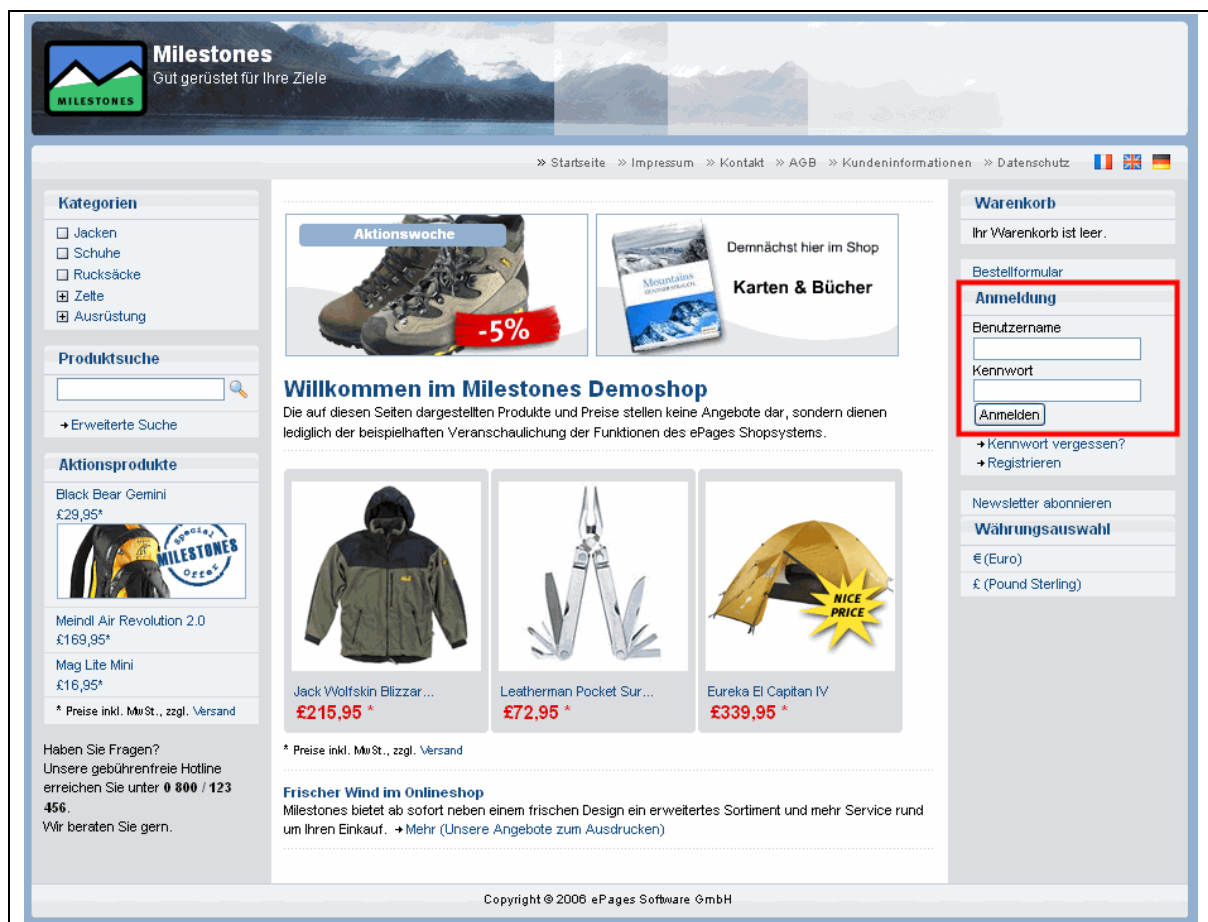 Milestones
Gut gerüstet für Ihre Ziele
MILESTONES
» Startseite » Impressum » Kontakt » AGB » Kundeninformationen » Datenschutz
Kategorien
Jacken
Schuhe
Rucksäcke
Zelte
Ausrüstung
Produktsuche
Erweiterte Suche
Aktionsprodukte
Black Bear Gemini
£29,95*
Special
MILESTONES
Offer
Meindl Air Revolution 2.0
£169,95*
Mag Lite Mini
£16,95*
* Preise inkl. MwSt., zzgl. Versand
Haben Sie Fragen?
Unsere gebührenfreie Hotline
erreichen Sie unter 0 800 / 123
456.
Wir beraten Sie gern.
Aktionswoche
-5%
Mountains
Demnächst hier im Shop
Karten & Bücher
Willkommen im Milestones Demoshop
Die auf diesen Seiten dargestellten Produkte und Preise stellen keine Angebote dar, sondern dienen
lediglich der beispielhaften Veranschaulichung der Funktionen des ePages Shopsystems.
Jack Wolfskin Blizzar...
£215,95 *
Leatherman Pocket Sur...
£72,95 *
NICE
PRICE
Eureka El Capitan IV
£339,95 *
* Preise inkl. MwSt., zzgl. Versand
Frischer Wind im Onlineshop
Milestones bietet ab sofort neben einem frischen Design ein erweitertes Sortiment und mehr Service rund
um Ihren Einkauf. Mehr (Unsere Angebote zum Ausdrucken)
Warenkorb
Ihr Warenkorb ist leer.
Bestellformular
Anmeldung
Benutzername
Kennwort
Anmelden
Kennwort vergessen?
Registrieren
Newsletter abonnieren
Währungsauswahl
€ (Euro)
£ (Pound Sterling)
Copyright © 2006 ePages Software GmbH